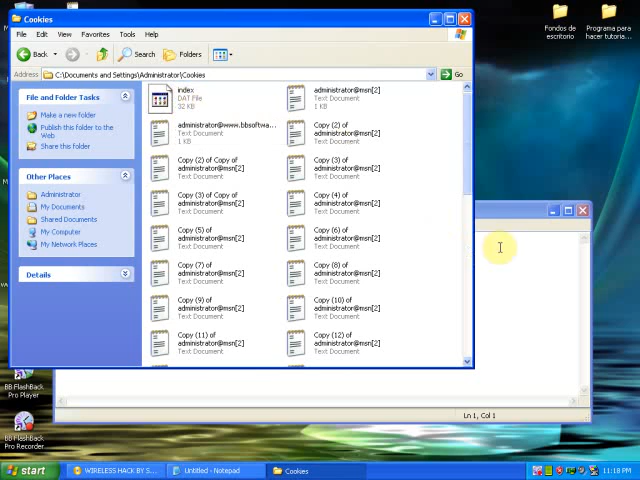 Cookies
File Edit View Favorites Tools Help
Back Search Folders
Address C:\Documents and Settings\Administrator\Cookies Go
File and Folder Tasks
Make a new folder
Publish this folder to the
Web
Share this folder
Other Places
Administrator
My Documents
Shared Documents
My Computer
My Network Places
Details
index
DAT File
32 KB
administrator@msn[2]
Text Document
1 KB
administrator@www.bbsoftwa...
Text Document
1 KB
Copy (2) of
administrator@msn[2]
Text Document
Copy (2) of Copy of
administrator@msn[2]
Text Document
Copy (3) of
administrator@msn[2]
Text Document
Copy (3) of Copy of
administrator@msn[2]
Text Document
Copy (4) of
administrator@msn[2]
Text Document
Copy (5) of
administrator@msn[2]
Text Document
Copy (6) of
administrator@msn[2]
Text Document
Copy (7) of
administrator@msn[2]
Text Document
Copy (8) of
administrator@msn[2]
Text Document
Copy (9) of
administrator@msn[2]
Text Document
Copy (10) of
administrator@msn[2]
Text Document
Copy (11) of
administrator@msn[2]
Text Document
Copy (12) of
administrator@msn[2]
Text Document
Fondos de
escritorio
Programa para
hacer tutoria...
Ln 1, Col 1
BB FlashBack
Pro Player
BB FlashBack
Pro Recorder
start
WIRELESS HACK BY S...
Untitled - Notepad
Cookies
11:18 PM